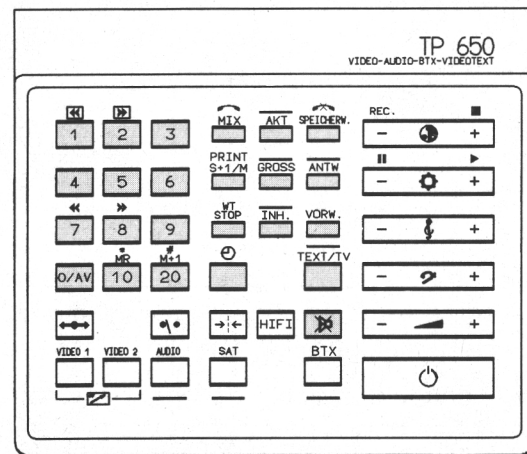 TP 650
VIDEO-AUDIO-BTX-VIDEOTEXT
MIX AKT SPEICHERW. REC.
1 2 3 - +
PRINT
S+1/M GROSS ANTW
4 5 6 - +
WT
STOP INH. VORW.
7 8 9 - +
MR M+1 TEXT/TV
0/AV 10 20 - +
HIFI - +
VIDEO 1 VIDEO 2 AUDIO SAT BTX